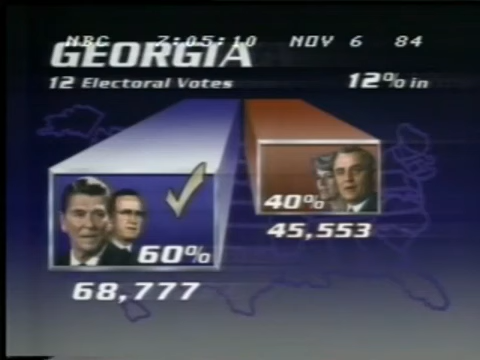 NBC 7:05:10 NOV 6 84
GEORGIA
12 Electoral Votes 12% in
40%
45,553
60%
68,777